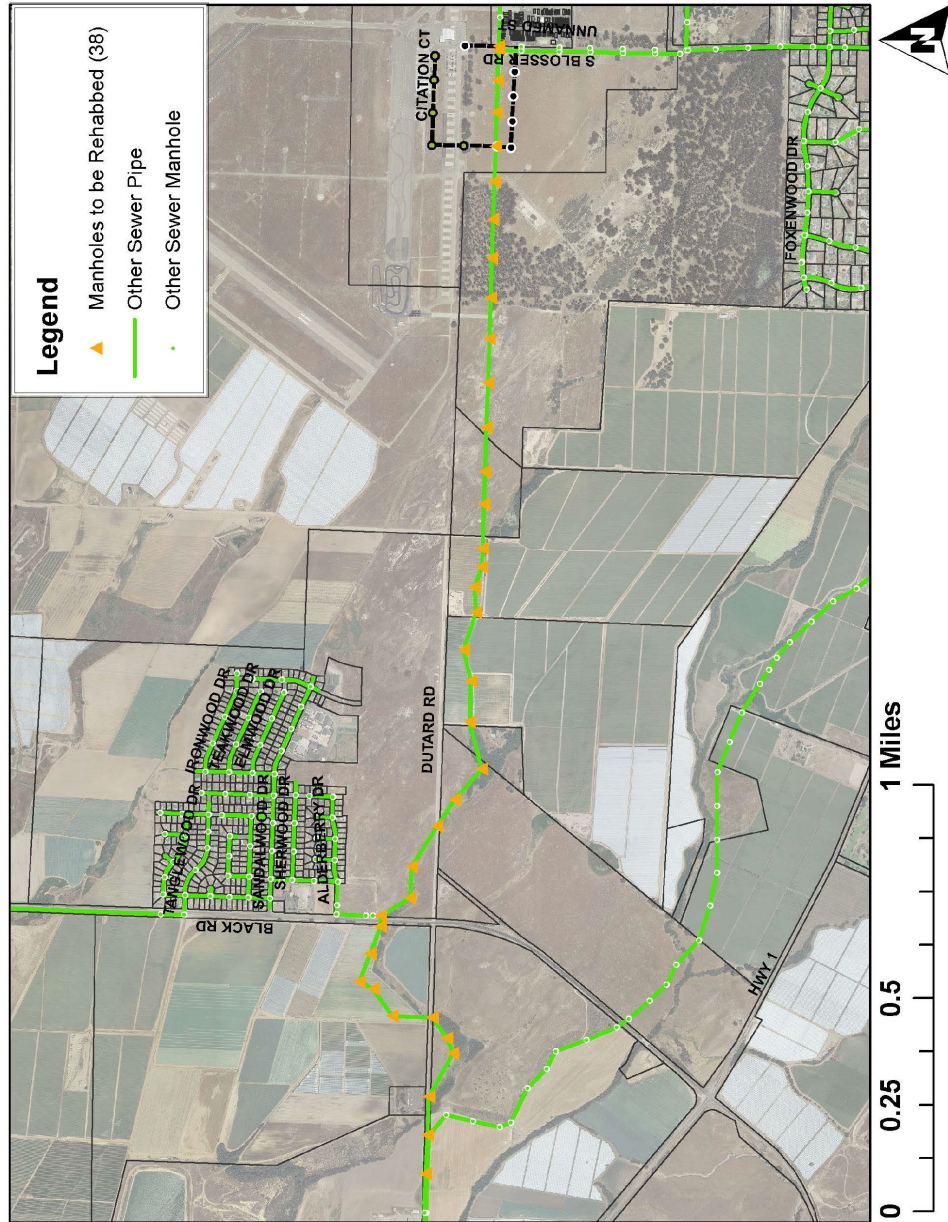 Legend
Manholes to be Rehabbed (38)
Other Sewer Pipe
Other Sewer Manhole
N
CITATION CT
UNNAMED ST
S BLOSSER RD
FOXENWOOD DR
IRONWOOD DR
TEAKWOOD DR
ELMWOOD DR
TANGLEWOOD DR
SANDALWOOD DR
SHERWOOD DR
ALDERBERRY DR
BLACK RD
DUTARD RD
HWY 1
0 0.25 0.5 1 Miles